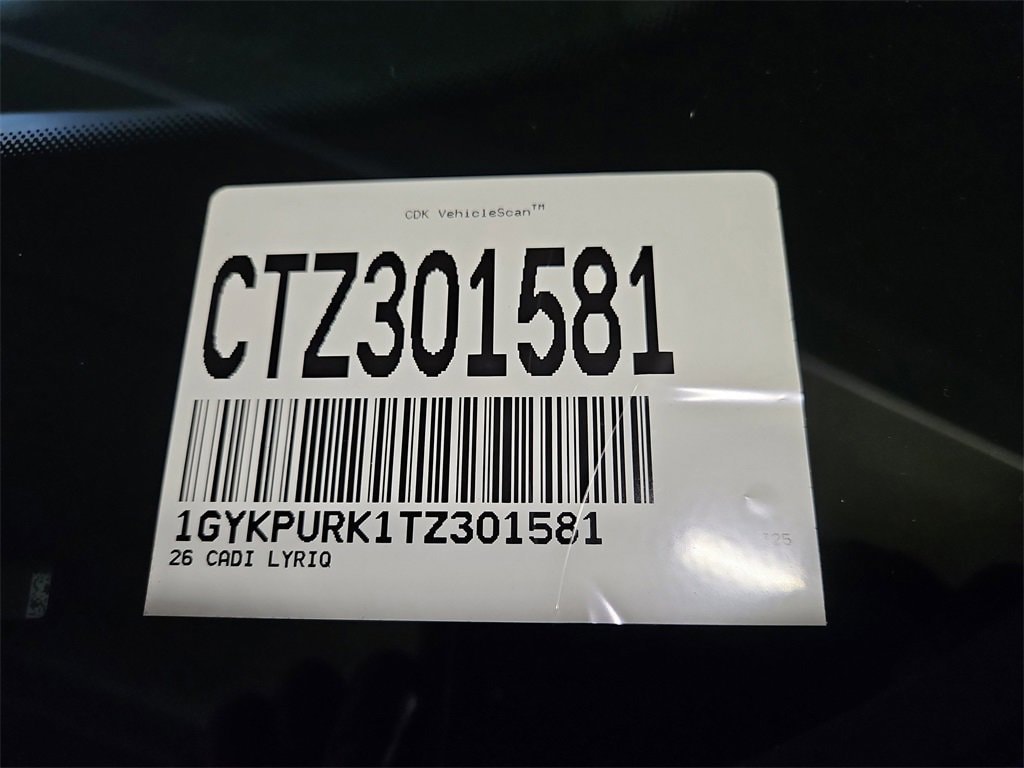 CDK VehicleScan™
CTZ301581
1GYKPURK1TZ301581
26 CADI LYRIQ